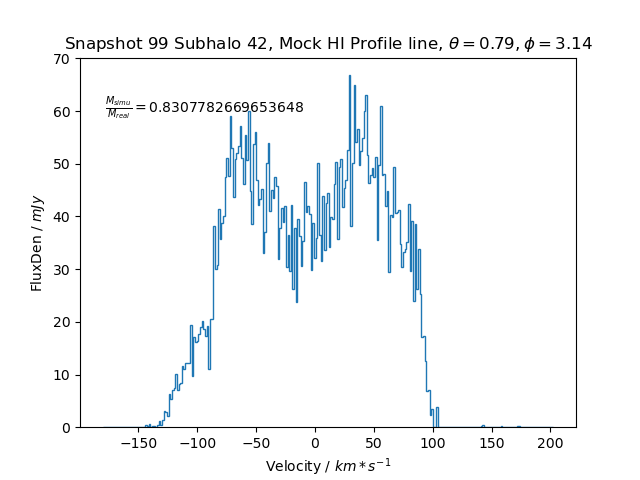 Snapshot 99 Subhalo 42, Mock HI Profile line, θ = 0.79, ϕ = 3.14
M_simu/M_real = 0.8307782669653648
70
60
50
40
30
20
10
0
FluxDen / mJy
−150 −100 −50 0 50 100 150 200
Velocity / km * s⁻¹